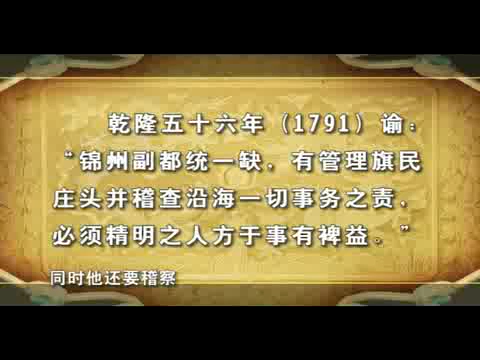 乾隆五十六年（1791）谕：
“锦州副都统一缺，有管理旗民
庄头并稽查沿海一切事务之责，
必须精明之人方于事有裨益。”
同时他还要稽察